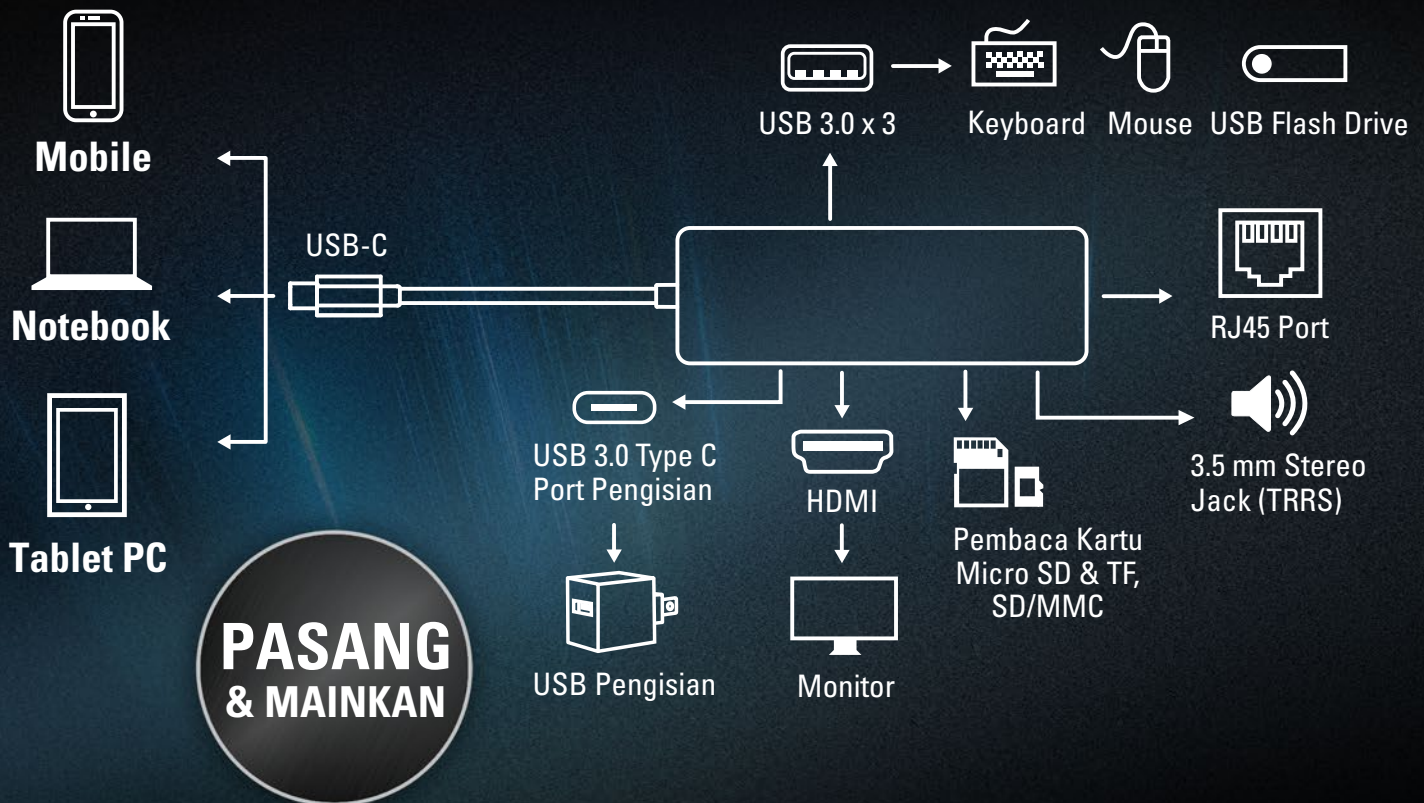 Mobile
Notebook
Tablet PC
USB-C
USB 3.0 x 3
Keyboard
Mouse
USB Flash Drive
RJ45 Port
3.5 mm Stereo
Jack (TRRS)
USB 3.0 Type C
Port Pengisian
USB Pengisian
HDMI
Monitor
Pembaca Kartu
Micro SD & TF,
SD/MMC
PASANG
& MAINKAN